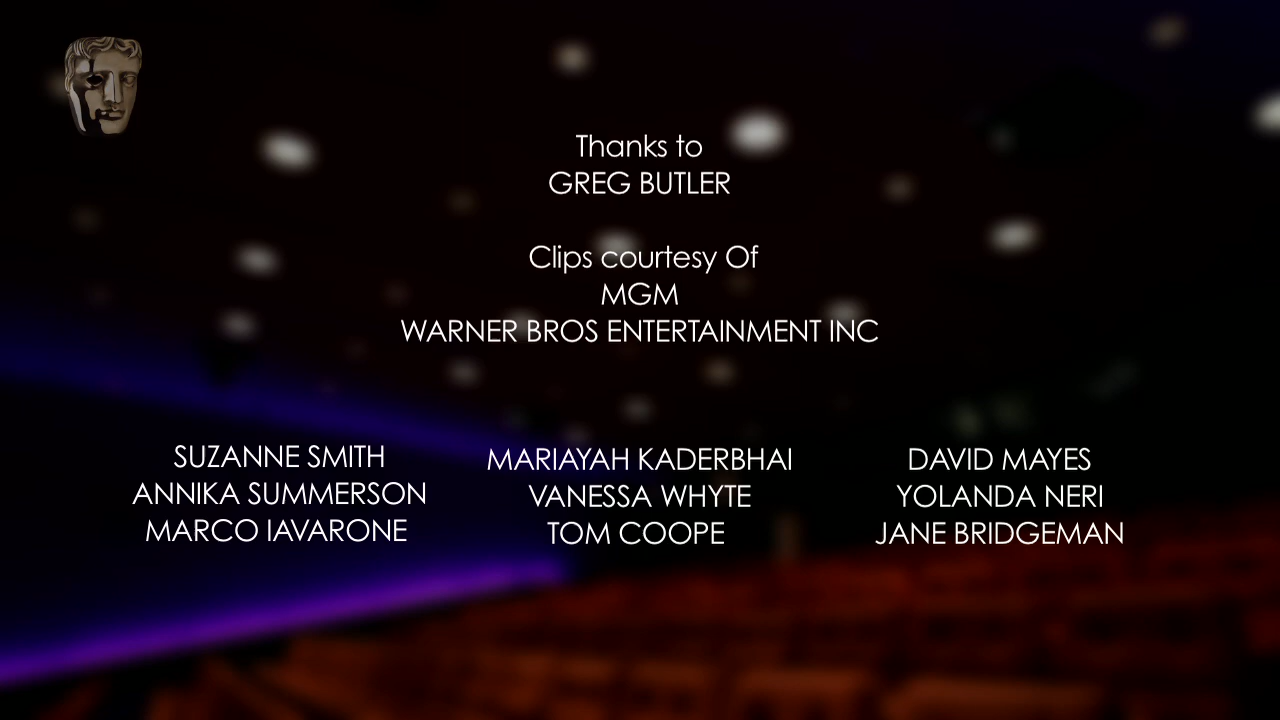 Thanks to
GREG BUTLER
Clips courtesy Of
MGM
WARNER BROS ENTERTAINMENT INC
SUZANNE SMITH
ANNIKA SUMMERSON
MARCO IAVARONE
MARIAYAH KADERBHAI
VANESSA WHYTE
TOM COOPE
DAVID MAYES
YOLANDA NERI
JANE BRIDGEMAN